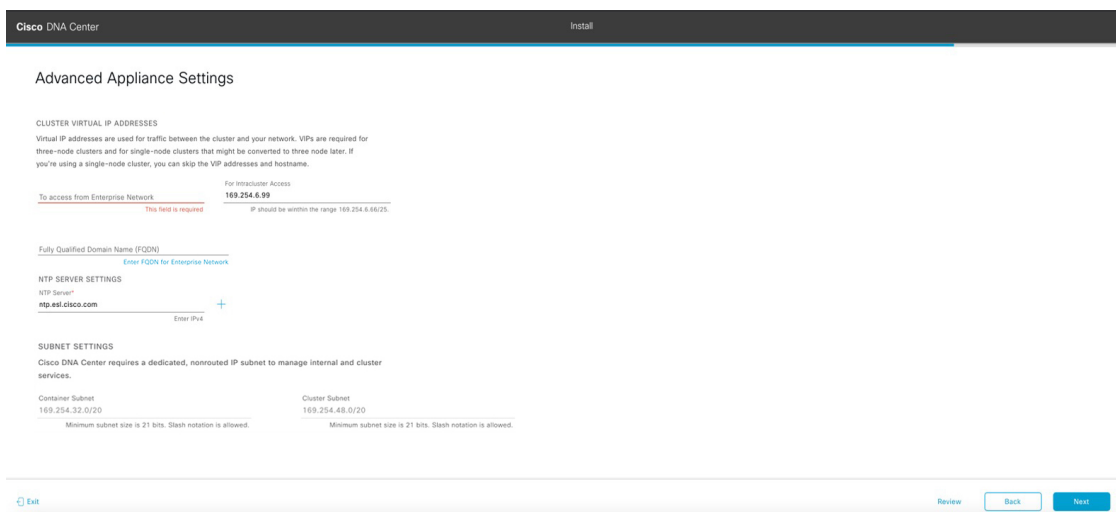 Cisco DNA Center
Install
Advanced Appliance Settings
CLUSTER VIRTUAL IP ADDRESSES
Virtual IP addresses are used for traffic between the cluster and your network. VIPs are required for
three-node clusters and for single-node clusters that might be converted to three node later. If
you're using a single-node cluster, you can skip the VIP addresses and hostname.
For Intracluster Access
To access from Enterprise Network
169.254.6.99
This field is required
IP should be winthin the range 169.254.6.66/25.
Fully Qualified Domain Name (FQDN)
Enter FQDN for Enterprise Network
NTP SERVER SETTINGS
NTP Server*
ntp.esl.cisco.com
Enter IPv4
SUBNET SETTINGS
Cisco DNA Center requires a dedicated, nonrouted IP subnet to manage internal and cluster
services.
Container Subnet
Cluster Subnet
169.254.32.0/20
169.254.48.0/20
Minimum subnet size is 21 bits. Slash notation is allowed.
Minimum subnet size is 21 bits. Slash notation is allowed.
Exit
Review
Back
Next